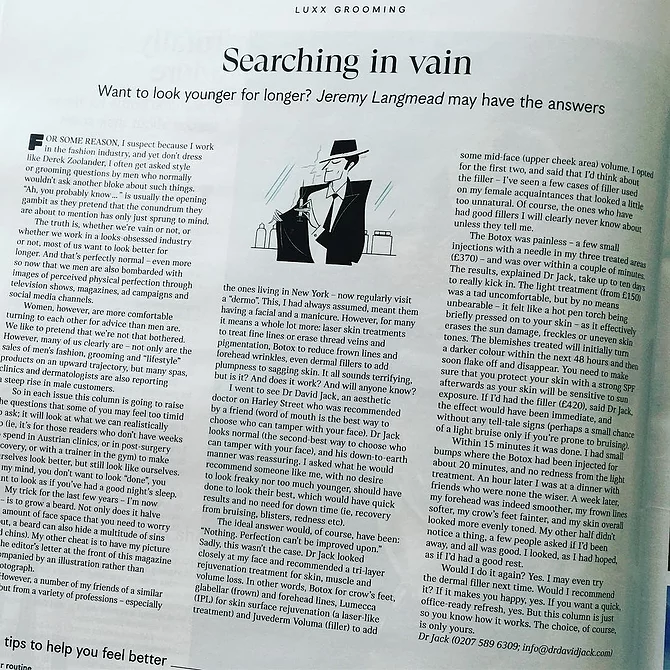 LUXX GROOMING
Searching in vain
Want to look younger for longer? Jeremy Langmead may have the answers
FOR SOME REASON, I suspect because I work
in the fashion industry, and yet don't dress
like Derek Zoolander, I often get asked style
or grooming questions by men who normally
wouldn't ask another bloke about such things.
"Ah, you probably know ..." is usually the opening
gambit as they pretend that the conundrum they
are about to mention has only just sprung to mind.
The truth is, whether we're vain or not, or
whether we work in a looks-obsessed industry
or not, most of us want to look better for
longer. And that's perfectly normal – even more
so now that we men are also bombarded with
images of perceived physical perfection through
television shows, magazines, ad campaigns and
social media channels.
Women, however, are more comfortable
turning to each other for advice than men are.
We like to pretend that we're not that bothered.
However, many of us clearly are – not only are the
sales of men's fashion, grooming and "lifestyle"
products on an upward trajectory, but many spas,
clinics and dermatologists are also reporting
steep rise in male customers.
So in each issue this column is going to raise
the questions that some of you may feel too timid
ask; it will look at what we can realistically
(ie, it's for those readers who don't have weeks
spend in Austrian clinics, or in post-surgery
recovery, or with a trainer in the gym) to make
ourselves look better, but still look like ourselves.
my mind, you don't want to look "done", you
want to look as if you've had a good night's sleep.
My trick for the last few years – I'm now
– is to grow a beard. Not only does it halve
amount of face space that you need to worry
but, a beard can also hide a multitude of sins
chins). My other cheat is to have my picture
the editor's letter at the front of this magazine
accompanied by an illustration rather than
photograph.
However, a number of my friends of a similar
but from a variety of professions – especially
the ones living in New York – now regularly visit
a "dermo". This, I had always assumed, meant them
having a facial and a manicure. However, for many
it means a whole lot more: laser skin treatments
to treat fine lines or erase thread veins and
pigmentation, Botox to reduce frown lines and
forehead wrinkles, even dermal fillers to add
plumpness to sagging skin. It all sounds terrifying,
but is it? And does it work? And will anyone know?
I went to see Dr David Jack, an aesthetic
doctor on Harley Street who was recommended
by a friend (word of mouth is the best way to
choose who can tamper with your face). Dr Jack
looks normal (the second-best way to choose who
can tamper with your face), and his down-to-earth
manner was reassuring. I asked what he would
recommend someone like me, with no desire
to look freaky nor too much younger, should have
done to look their best, which would have quick
results and no need for down time (ie, recovery
from bruising, blisters, redness etc).
The ideal answer would, of course, have been:
"Nothing. Perfection can't be improved upon."
Sadly, this wasn't the case. Dr Jack looked
closely at my face and recommended a tri-layer
rejuvenation treatment for skin, muscle and
volume loss. In other words, Botox for crow's feet,
glabellar (frown) and forehead lines, Lumecca
(IPL) for skin surface rejuvenation (a laser-like
treatment) and Juvederm Voluma (filler) to add
some mid-face (upper cheek area) volume. I opted
for the first two, and said that I'd think about
the filler – I've seen a few cases of filler used
on my female acquaintances that looked a little
too unnatural. Of course, the ones who have
had good fillers I will clearly never know about
unless they tell me.
The Botox was painless – a few small
injections with a needle in my three treated areas
(£370) – and was over within a couple of minutes.
The results, explained Dr Jack, take up to ten days
to really kick in. The light treatment (from £150)
was a tad uncomfortable, but by no means
unbearable – it felt like a hot pen torch being
briefly pressed on to your skin – as it effectively
erases the sun damage, freckles or uneven skin
tones. The blemishes treated will initially turn
a darker colour within the next 48 hours and then
soon flake off and disappear. You need to make
sure that you protect your skin with a strong SPF
afterwards as your skin will be sensitive to sun
exposure. If I'd had the filler (£420), said Dr Jack,
the effect would have been immediate, and
without any tell-tale signs (perhaps a small chance
of a light bruise only if you're prone to bruising).
Within 15 minutes it was done. I had small
bumps where the Botox had been injected for
about 20 minutes, and no redness from the light
treatment. An hour later I was at a dinner with
friends who were none the wiser. A week later,
my forehead was indeed smoother, my frown lines
softer, my crow's feet fainter, and my skin overall
looked more evenly toned. My other half didn't
notice a thing, a few people asked if I'd been
away, and all was good. I looked, as I had hoped,
as if I'd had a good rest.
Would I do it again? Yes. I may even try
the dermal filler next time. Would I recommend
it? If it makes you happy, yes. If you want a quick,
office-ready refresh, yes. But this column is just
so you know how it works. The choice, of course,
is only yours.
Dr Jack (0207 589 6309; info@drdavidjack.com)
tips to help you feel better
routine